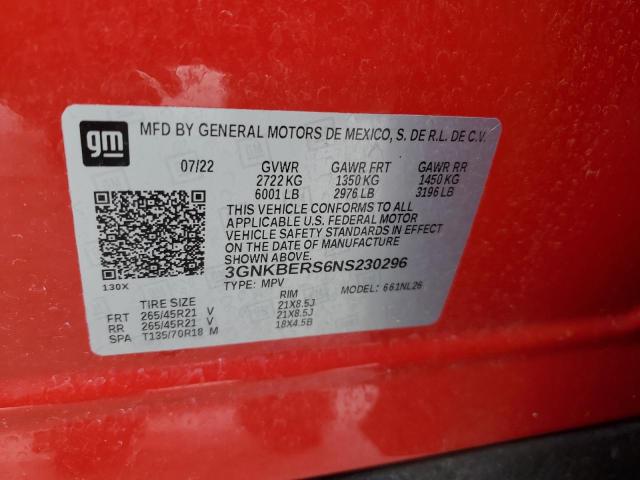 gm
MFD BY GENERAL MOTORS DE MEXICO, S. DE R.L. DE C.V.
07/22 GVWR GAWR FRT GAWR RR
2722 KG 1350 KG 1450 KG
6001 LB 2976 LB 3196 LB
THIS VEHICLE CONFORMS TO ALL
APPLICABLE U.S. FEDERAL MOTOR
VEHICLE SAFETY STANDARDS IN EFFECT
ON THE DATE OF MANUFACTURE
SHOWN ABOVE.
3GNKBERS6NS230296
130X
TYPE: MPV MODEL: 661NL26
TIRE SIZE RIM
FRT 265/45R21 V 21X8.5J
RR 265/45R21 V 21X8.5J
SPA T135/70R18 M 18X4.5B